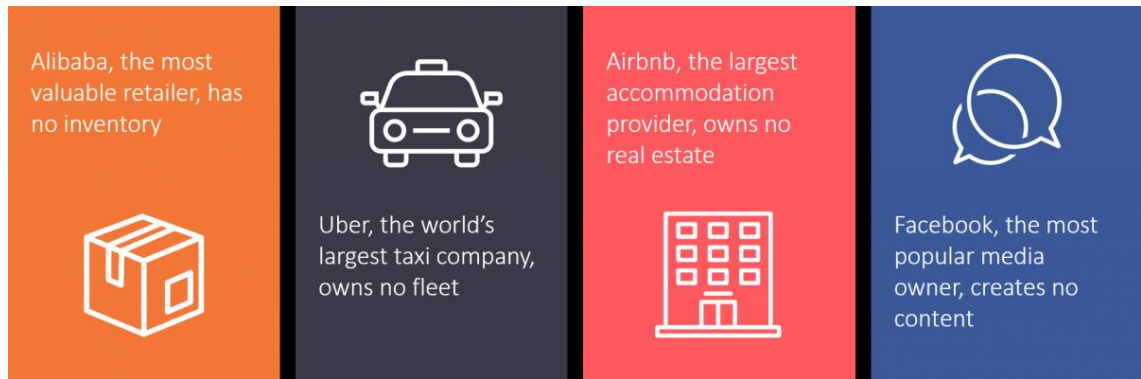 Alibaba, the most
valuable retailer, has
no inventory
Uber, the world’s
largest taxi company,
owns no fleet
Airbnb, the largest
accommodation
provider, owns no
real estate
Facebook, the most
popular media
owner, creates no
content